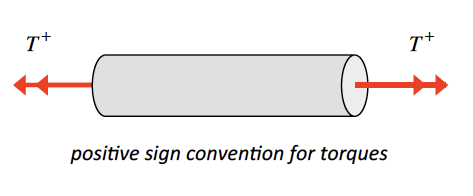 T⁺ T⁺
positive sign convention for torques